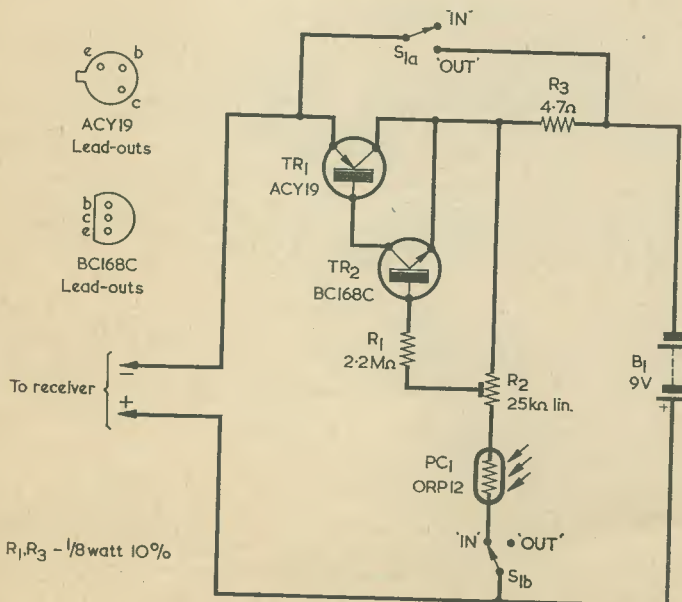 'IN'
S1a
'OUT'
e
b
c
ACY19
Lead-outs
R3
4·7Ω
TR1
ACY19
b
c
e
BC168C
Lead-outs
TR2
BC168C
R1
2·2MΩ
R2
25kΩ lin.
B1
9V
+
To receiver
−
+
PC1
ORP12
'IN'
'OUT'
S1b
R1,R3 – 1/8 watt 10%